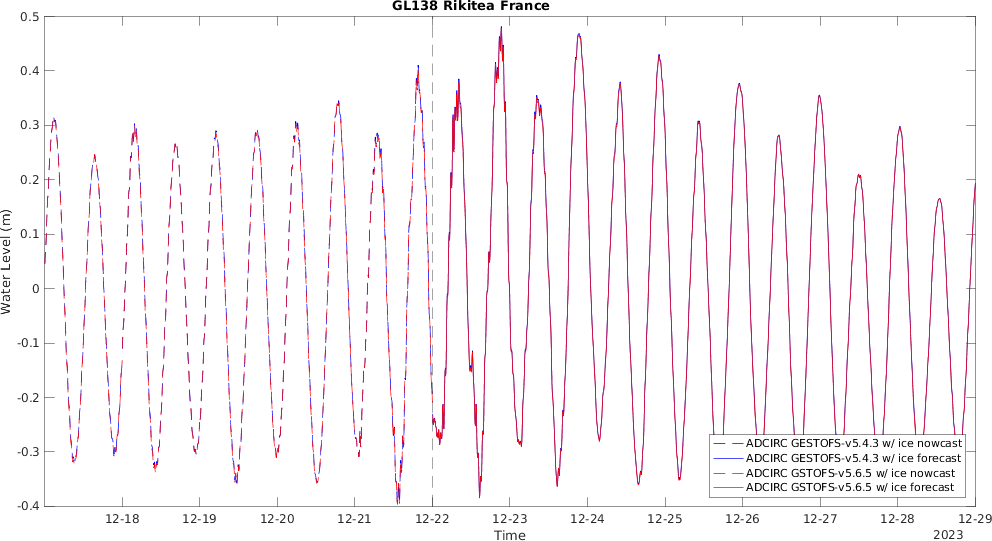 GL138 Rikitea France
0.5
0.4
0.3
0.2
0.1
0
-0.1
-0.2
-0.3
-0.4
Water Level (m)
12-18 12-19 12-20 12-21 12-22 12-23 12-24 12-25 12-26 12-27 12-28 12-29
Time
2023
ADCIRC GESTOFS-v5.4.3 w/ ice nowcast
ADCIRC GESTOFS-v5.4.3 w/ ice forecast
ADCIRC GSTOFS-v5.6.5 w/ ice nowcast
ADCIRC GSTOFS-v5.6.5 w/ ice forecast